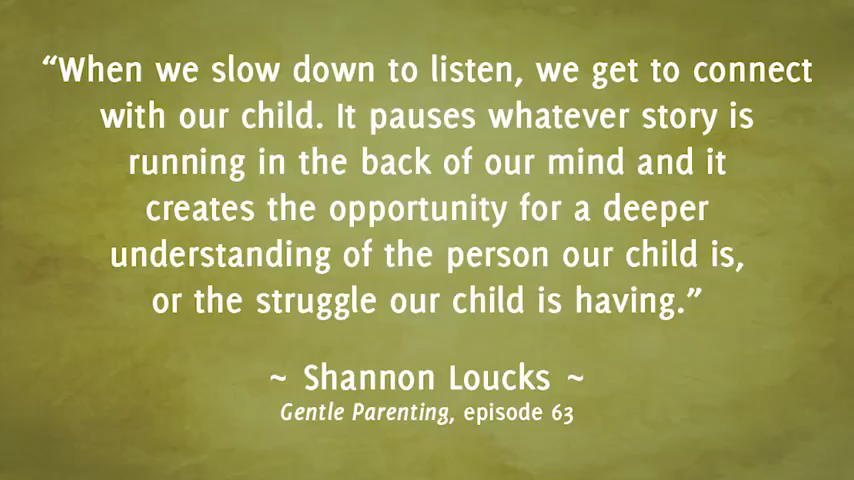 “When we slow down to listen, we get to connect
with our child. It pauses whatever story is
running in the back of our mind and it
creates the opportunity for a deeper
understanding of the person our child is,
or the struggle our child is having.”
~ Shannon Loucks ~
Gentle Parenting, episode 63